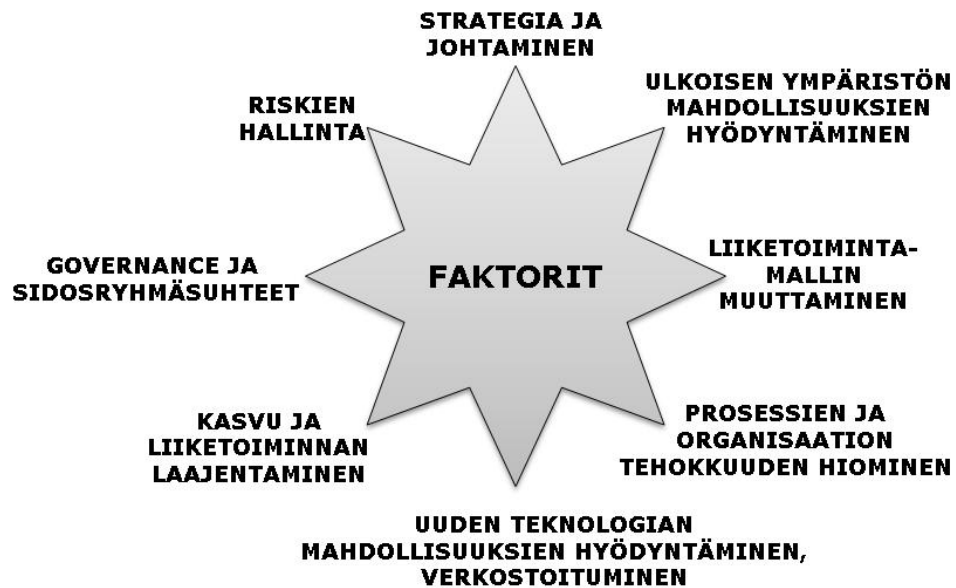 STRATEGIA JA
JOHTAMINEN
ULKOISEN YMPÄRISTÖN
MAHDOLLISUUKSIEN
HYÖDYNTÄMINEN
RISKIEN
HALLINTA
LIIKETOIMINTA-
MALLIN
MUUTTAMINEN
GOVERNANCE JA
SIDOSRYHMÄSUHTEET
FAKTORIT
PROSESSIEN JA
ORGANISAATION
TEHOKKUUDEN HIOMINEN
KASVU JA
LIIKETOIMINNAN
LAAJENTAMINEN
UUDEN TEKNOLOGIAN
MAHDOLLISUUKSIEN HYÖDYNTÄMINEN,
VERKOSTOITUMINEN